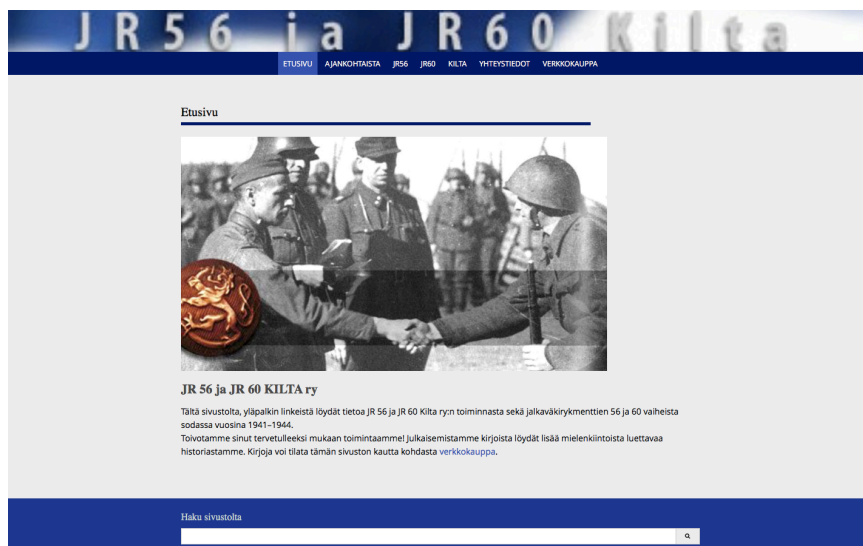 JR56 ja JR60 Kilta
ETUSIVU AJANKOHTAISTA JR56 JR60 KILTA YHTEYSTIEDOT VERKKOKAUPPA
Etusivu
JR 56 ja JR 60 KILTA ry
Tältä sivustolta, yläpalkin linkeistä löydät tietoa JR 56 ja JR 60 Kilta ry:n toiminnasta sekä jalkaväkirykmenttien 56 ja 60 vaiheista
sodassa vuosina 1941–1944.
Toivotamme sinut tervetulleeksi mukaan toimintaamme! Julkaisemistamme kirjoista löydät lisää mielenkiintoista luettavaa
historiastamme. Kirjoja voi tilata tämän sivuston kautta kohdasta verkkokauppa.
Haku sivustolta